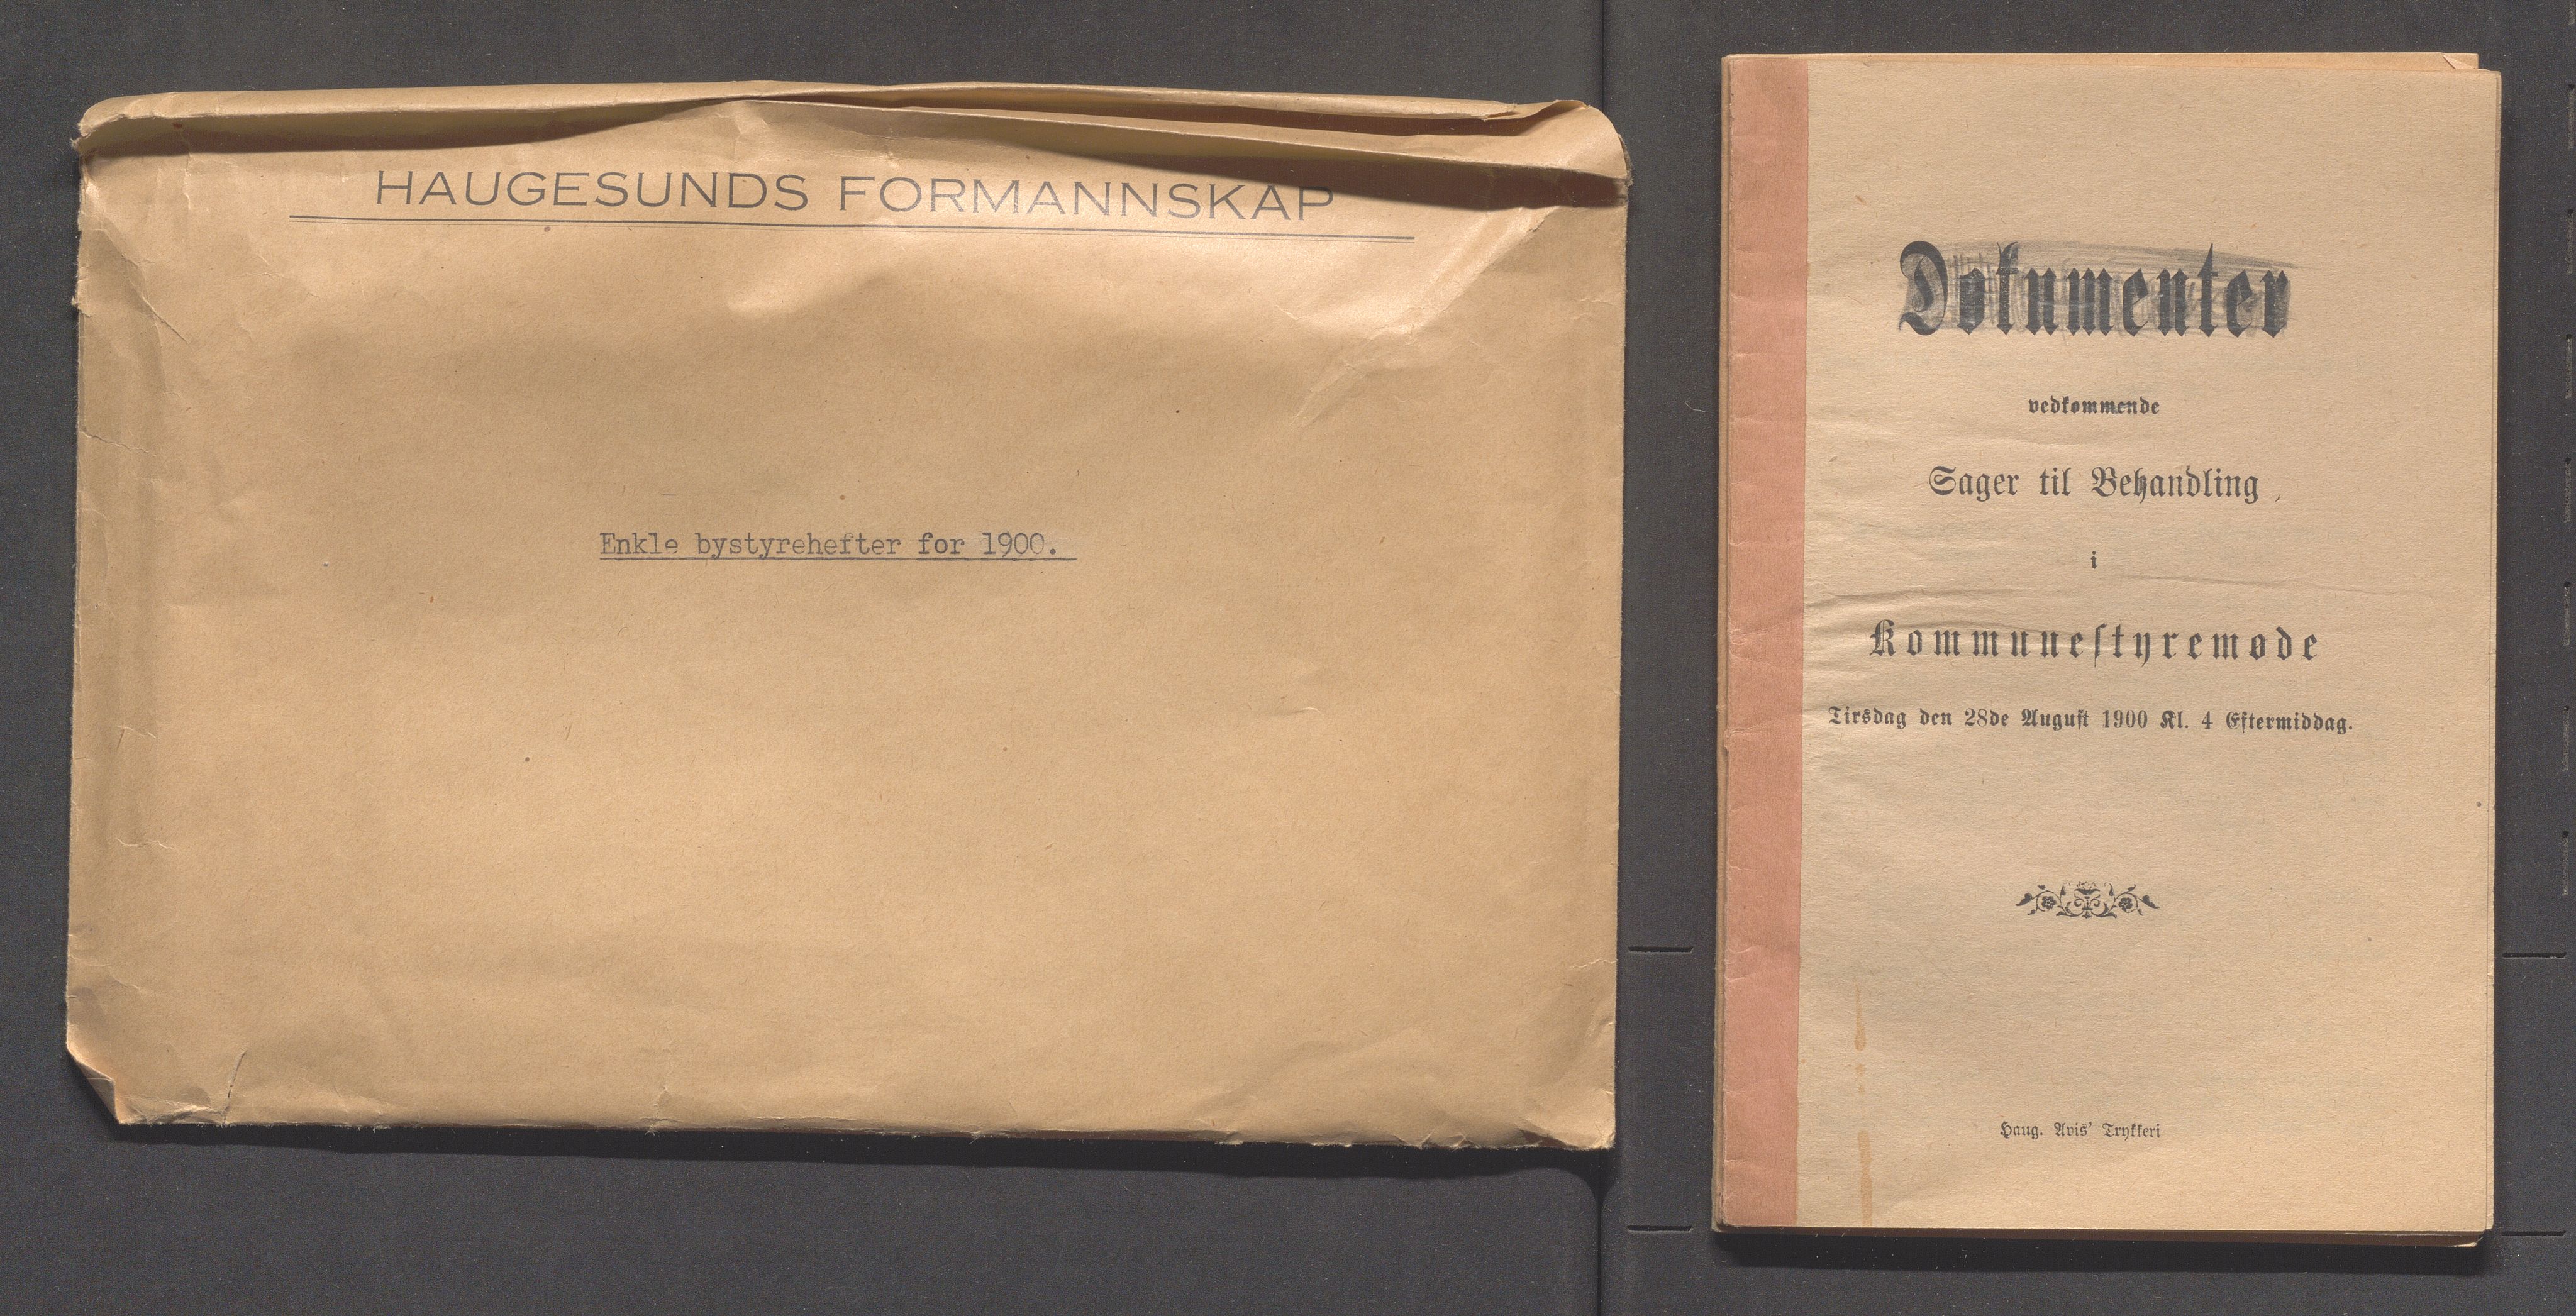 HAUGESUNDS FORMANNSKAP
Enkle bystyrehefter for 1900.
Dokumenter
vedkommende
Sager til Behandling
i
Kommunestyremøde
Tirsdag den 28de August 1900 Kl. 4 Eftermiddag.
Haug. Avis' Trykkeri